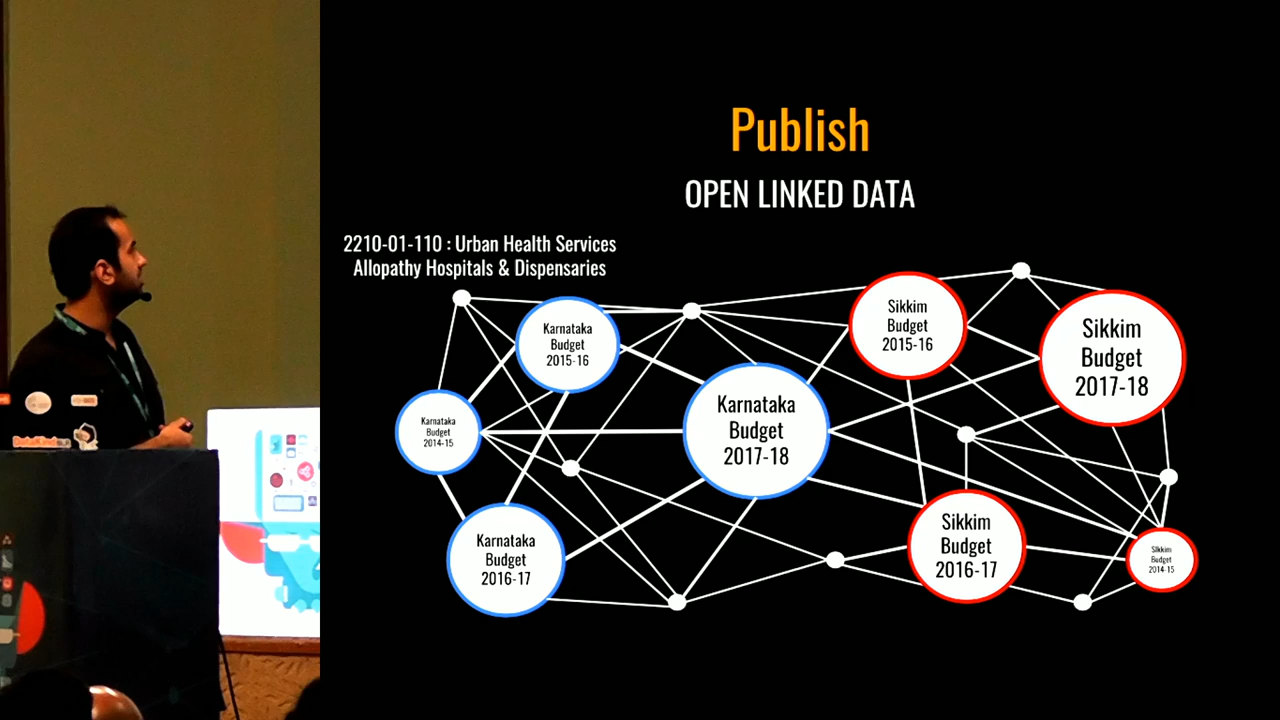 Publish
OPEN LINKED DATA
2210-01-110 : Urban Health Services
Allopathy Hospitals & Dispensaries
Karnataka
Budget
2015-16
Sikkim
Budget
2015-16
Sikkim
Budget
2017-18
Karnataka
Budget
2014-15
Karnataka
Budget
2017-18
Karnataka
Budget
2016-17
Sikkim
Budget
2016-17
Sikkim
Budget
2014-15
DataKind